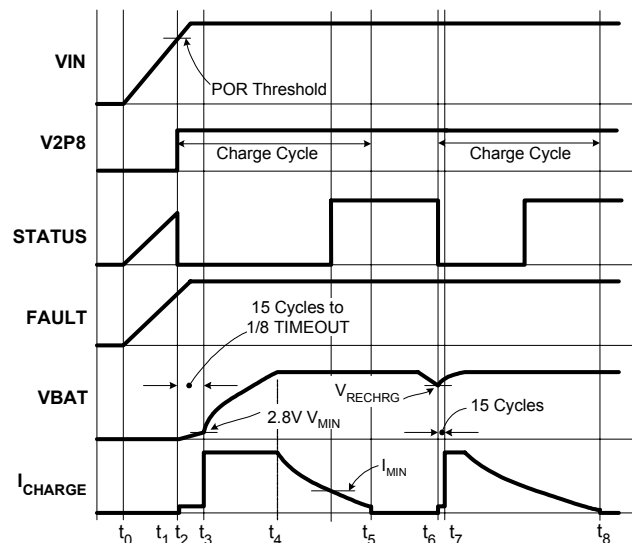 VIN
POR Threshold
V2P8
Charge Cycle
Charge Cycle
STATUS
FAULT
15 Cycles to
1/8 TIMEOUT
VBAT
VRECHRG
2.8V VMIN
15 Cycles
ICHARGE
IMIN
t0 t1 t2 t3 t4 t5 t6 t7 t8